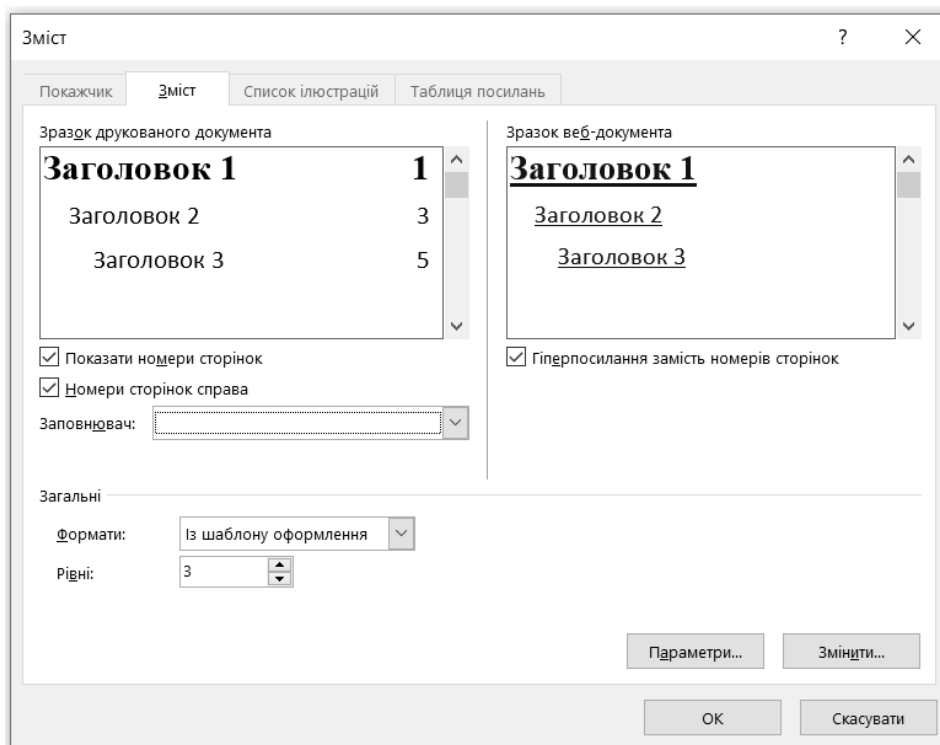 Зміст
Покажчик Зміст Список ілюстрацій Таблиця посилань
Зразок друкованого документа
Заголовок 1 1
Заголовок 2 3
Заголовок 3 5
Показати номери сторінок
Номери сторінок справа
Заповнювач:
Зразок веб-документа
Заголовок 1
Заголовок 2
Заголовок 3
Гіперпосилання замість номерів сторінок
Загальні
Формати: Із шаблону оформлення
Рівні: 3
Параметри... Змінити...
ОК Скасувати